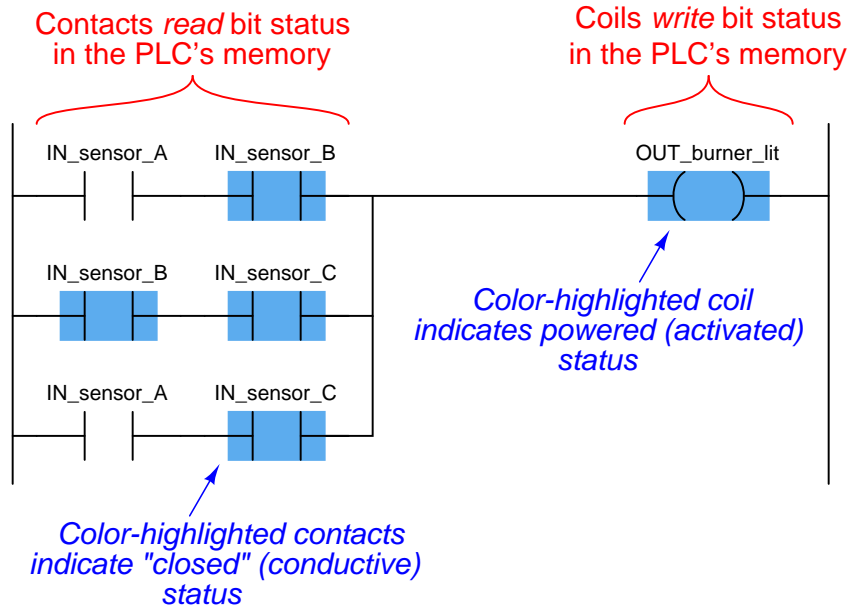 Contacts read bit status
in the PLC's memory
Coils write bit status
in the PLC's memory
IN_sensor_A
IN_sensor_B
OUT_burner_lit
IN_sensor_B
IN_sensor_C
Color-highlighted coil
indicates powered (activated)
status
IN_sensor_A
IN_sensor_C
Color-highlighted contacts
indicate "closed" (conductive)
status